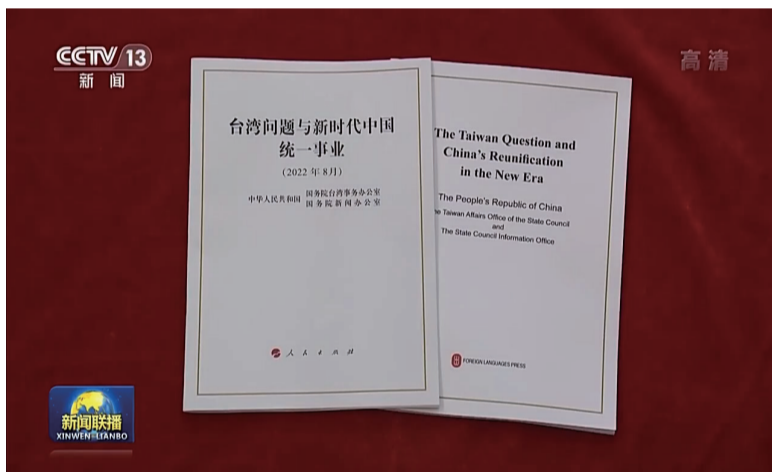 CCTV 13
新闻
高清
台湾问题与新时代中国
统一事业
(2022年8月)
中华人民共和国 国务院台湾事务办公室
国务院新闻办公室
人民出版社
The Taiwan Question and
China's Reunification
in the New Era
The People's Republic of China
he Taiwan Affairs Office of the State Council
and
The State Council Information Office
FOREIGN LANGUAGES PRESS
新闻联播
XINWEN-LIANBO